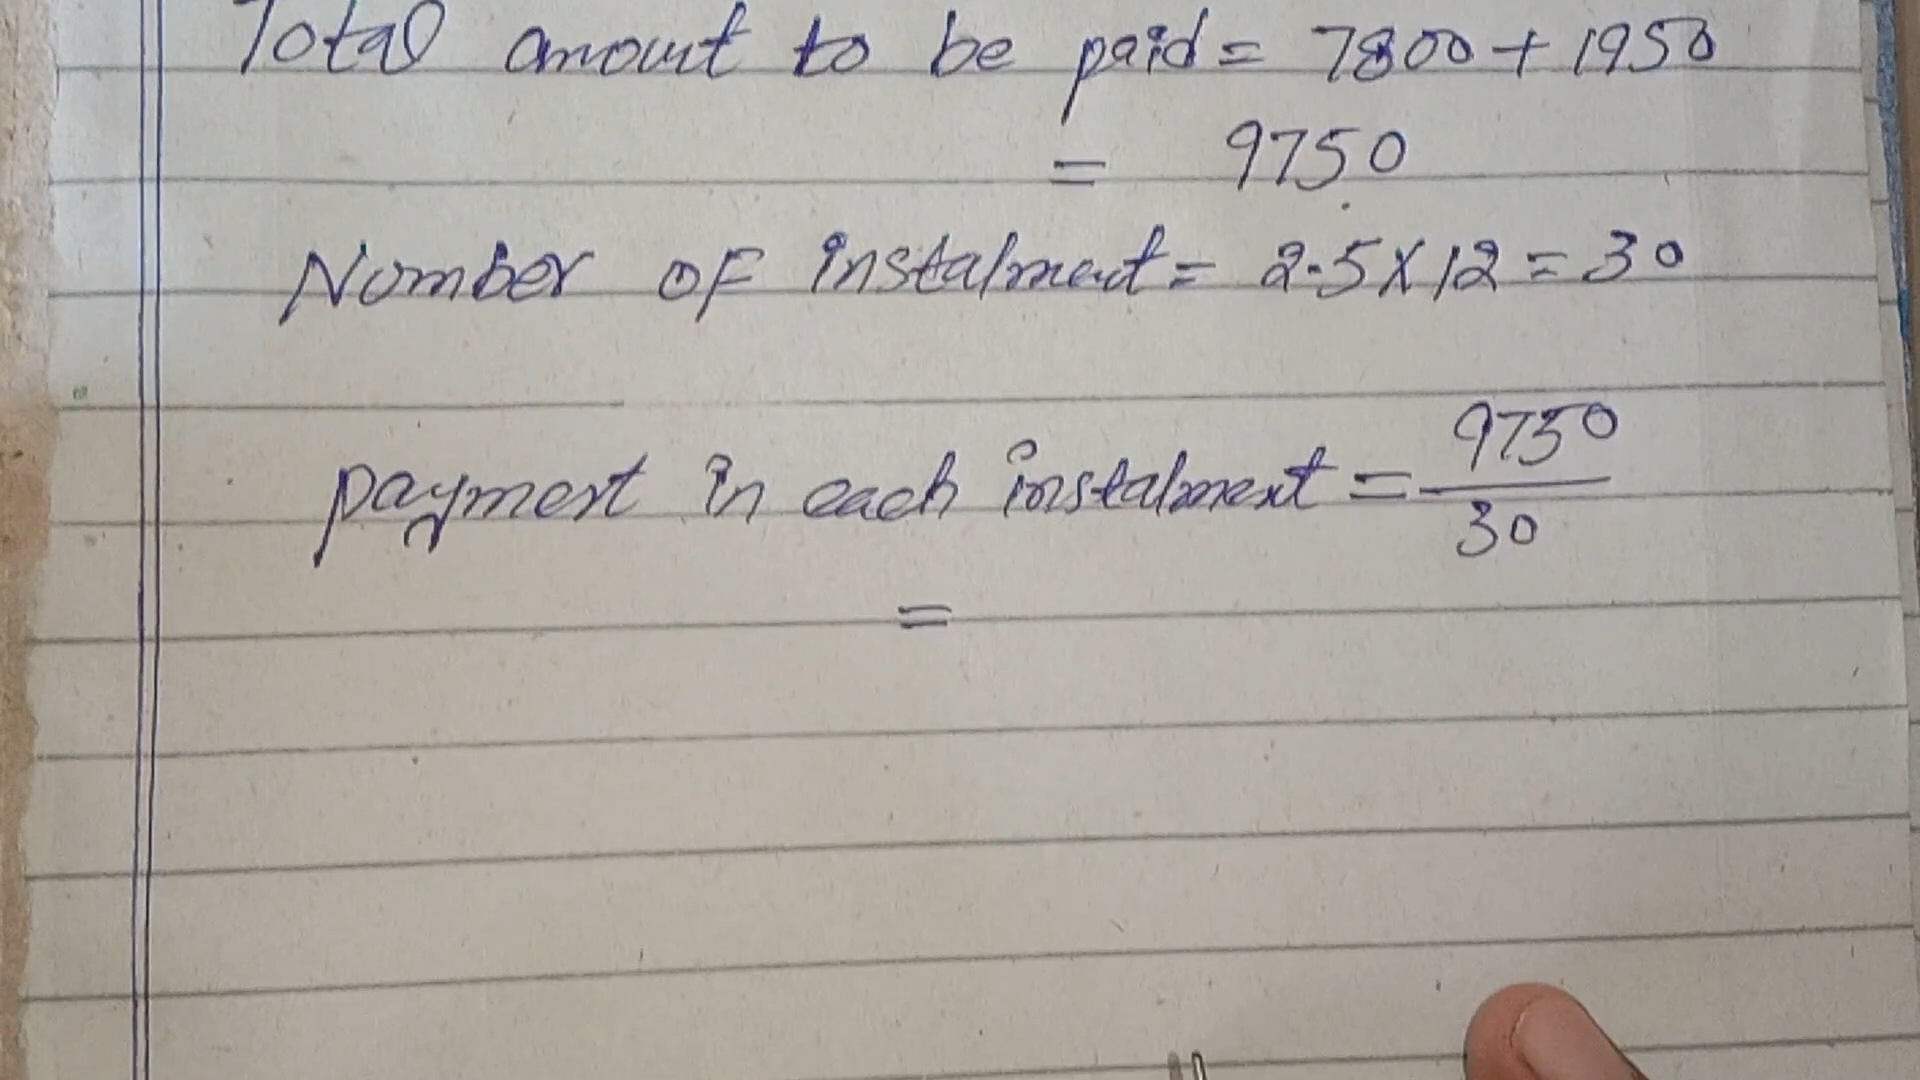 Total amount to be paid = 7800 + 1950
= 9750
Number of instalment = 2.5 X 12 = 30
payment in each instalment = 9750/30
=